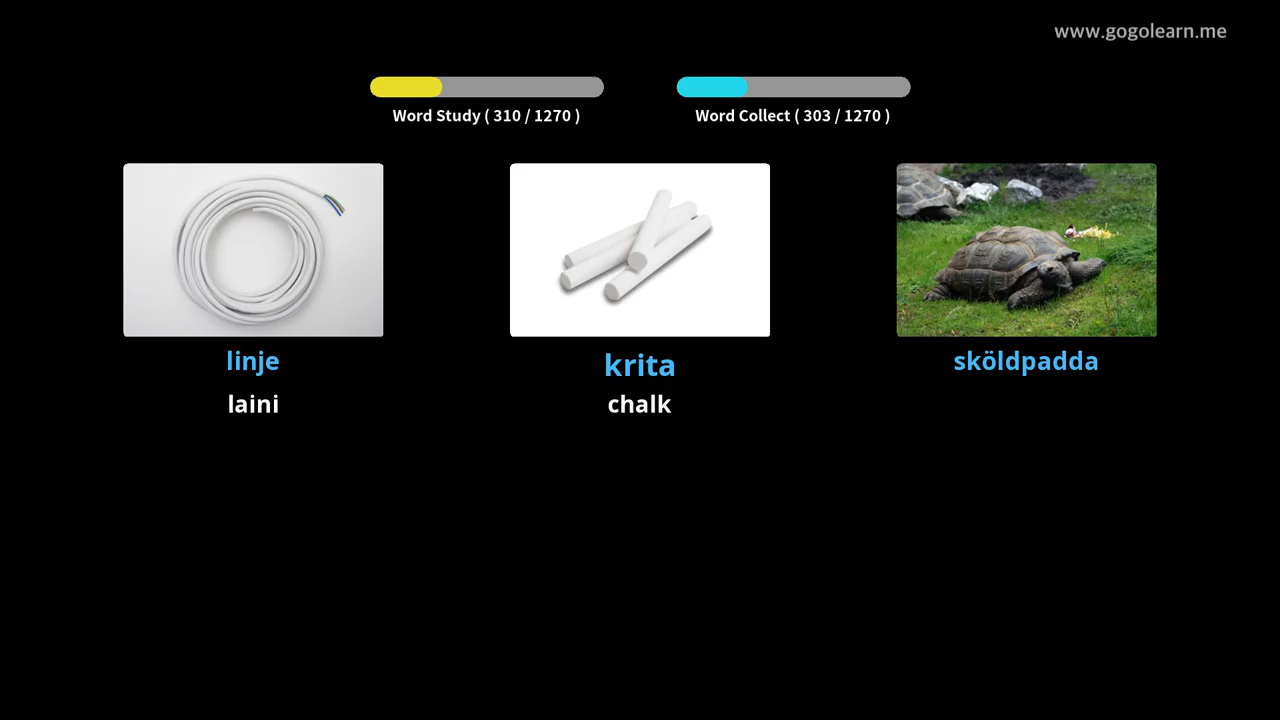 www.gogolearn.me
Word Study ( 310 / 1270 )
Word Collect ( 303 / 1270 )
linje
laini
krita
chalk
sköldpadda